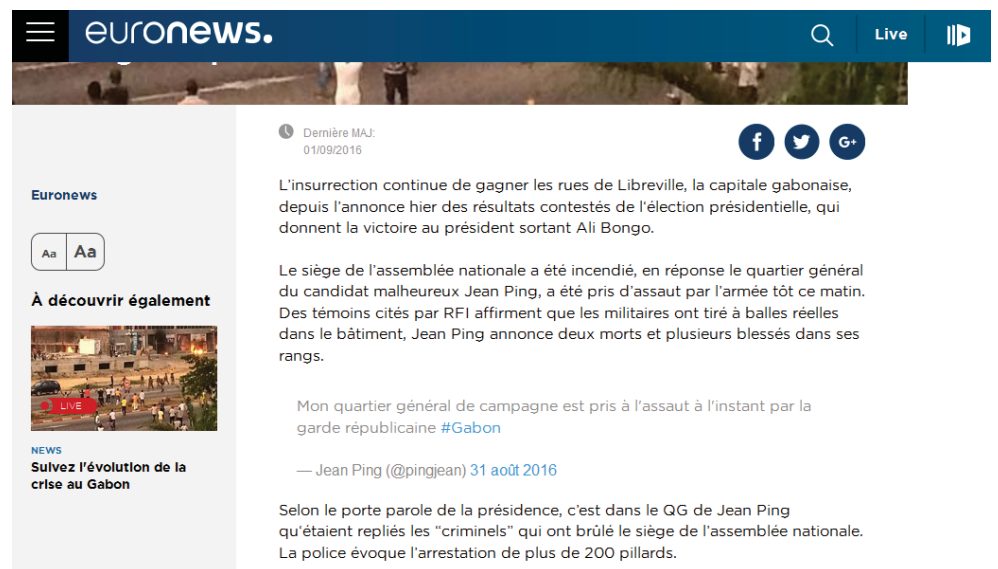 euronews.
Live
Dernière MAJ:
01/09/2016
f
G+
Euronews
Aa Aa
À découvrir également
LIVE
NEWS
Suivez l'évolution de la
crise au Gabon
L’insurrection continue de gagner les rues de Libreville, la capitale gabonaise,
depuis l’annonce hier des résultats contestés de l‘élection présidentielle, qui
donnent la victoire au président sortant Ali Bongo.
Le siège de l’assemblée nationale a été incendié, en réponse le quartier général
du candidat malheureux Jean Ping, a été pris d’assaut par l’armée tôt ce matin.
Des témoins cités par RFI affirment que les militaires ont tiré à balles réelles
dans le bâtiment, Jean Ping annonce deux morts et plusieurs blessés dans ses
rangs.
Mon quartier général de campagne est pris à l'assaut à l'instant par la
garde républicaine #Gabon
— Jean Ping (@pingjean) 31 août 2016
Selon le porte parole de la présidence, c’est dans le QG de Jean Ping
qu‘étaient repliés les “criminels” qui ont brûlé le siège de l’assemblée nationale.
La police évoque l’arrestation de plus de 200 pillards.